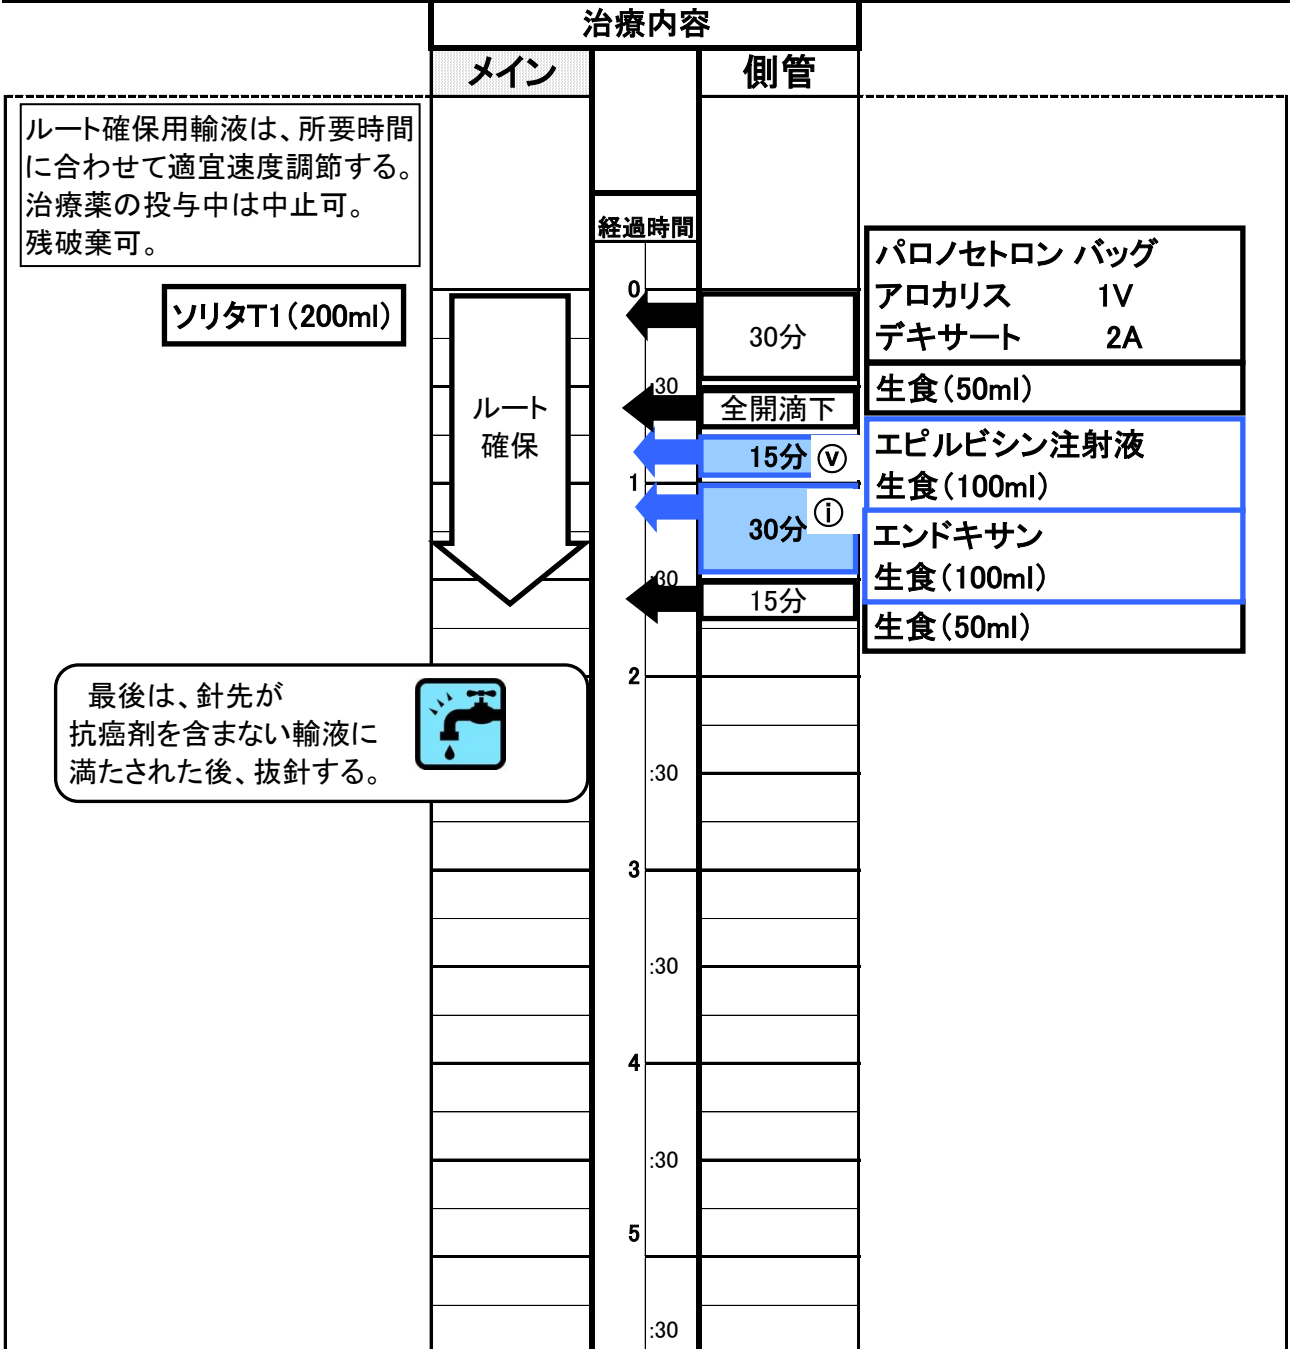 治療内容
メイン
側管
ルート確保用輸液は、所要時間
に合わせて適宜速度調節する。
治療薬の投与中は中止可。
残破棄可。
経過時間
ソリタT1(200ml)
ルート
確保
0
30分
パロノセトロン バッグ
アロカリス 1V
デキサート 2A
:30
全開滴下
生食(50ml)
15分 ⓥ
エピルビシン注射液
生食(100ml)
1
30分 ⓘ
エンドキサン
生食(100ml)
:30
15分
生食(50ml)
最後は、針先が
抗癌剤を含まない輸液に
満たされた後、抜針する。
2
:30
3
:30
4
:30
5
:30